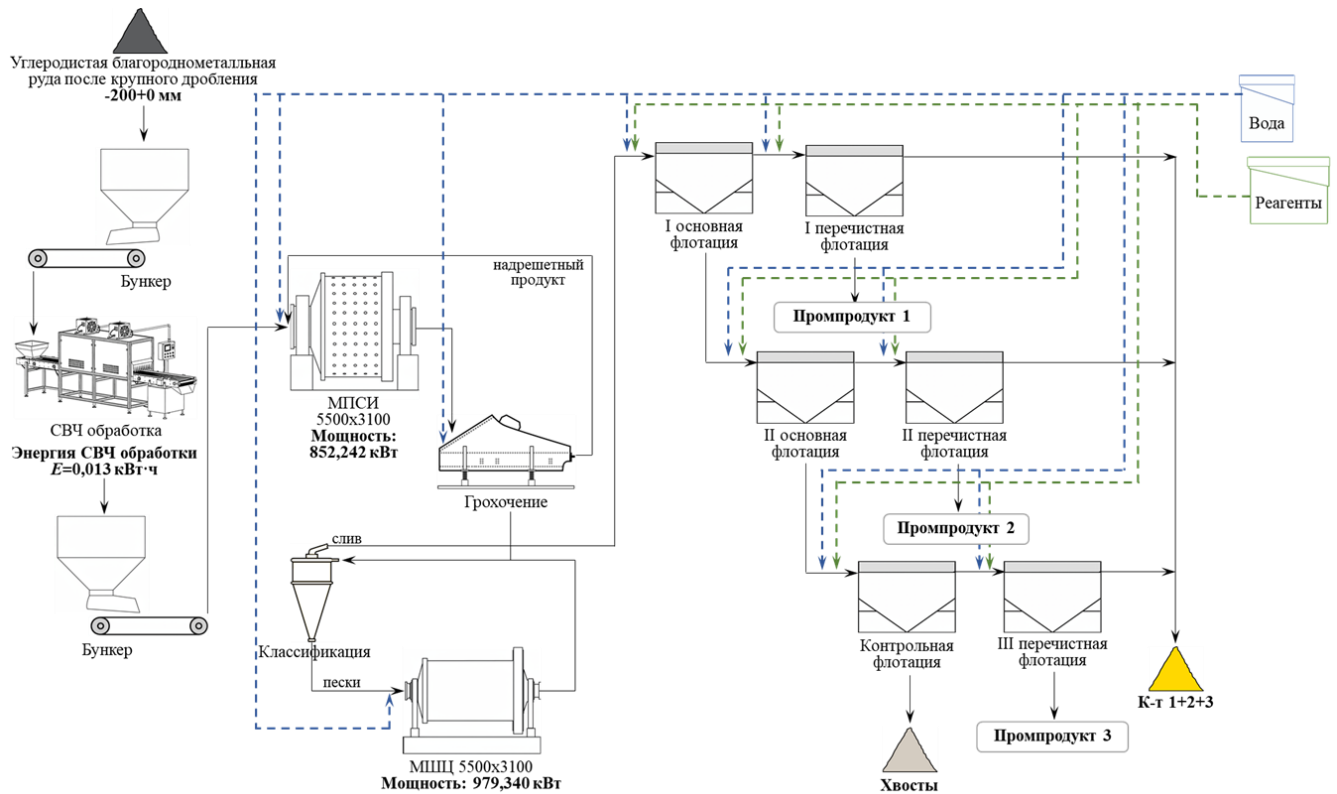 Углеродистая благороднометалльная
руда после крупного дробления
-200+0 мм
Бункер
СВЧ обработка
Энергия СВЧ обработки
E=0,013 кВт·ч
Бункер
МПСИ
5500х3100
Мощность:
852,242 кВт
надрешетный
продукт
Грохочение
слив
Классификация
пески
МШЦ 5500х3100
Мощность: 979,340 кВт
I основная
флотация
I перечистная
флотация
Промпродукт 1
II основная
флотация
II перечистная
флотация
Промпродукт 2
Контрольная
флотация
III перечистная
флотация
Хвосты
Промпродукт 3
К-т 1+2+3
Вода
Реагенты